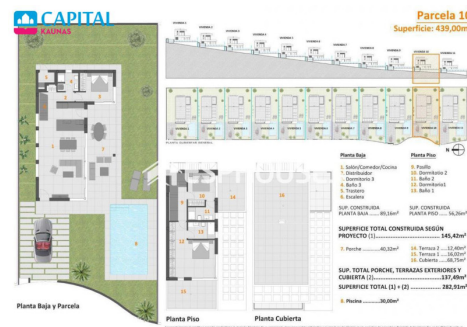 CAPITAL
KAUNAS
Parcela 10
Superficie: 439,00m
Planta Baja
1. Salón/Comedor/Cocina
2. Distribuidor
3. Dormitorio 3
4. Baño 3
5. Trastero
6. Escalera
SUP. CONSTRUIDA
PLANTA BAJA ...... 89,16m²
Planta Piso
9. Pasillo
10. Dormitorio 2
11. Baño 2
12. Dormitorio1
13. Baño 1
SUP. CONSTRUIDA
PLANTA PISO ...... 56,26m²
SUPERFIE TOTAL CONSTRUIDA SEGÚN
PROYECTO (1) ...... 145,42m²
7. Porche ...... 40,32m²
14. Terraza 2 ... 12,40m²
15. Terraza 1 ... 16,02m²
16. Cubierta ... 68,75m²
SUP. TOTAL PORCHE, TERRAZAS EXTERIORES Y
CUBIERTA (2) ...... 137,49m²
SUPERFICIE TOTAL (1) + (2) ...... 282,91m²
8. Piscina ...... 30,00m²
Planta Baja y Parcela
Planta Piso
Planta Cubierta